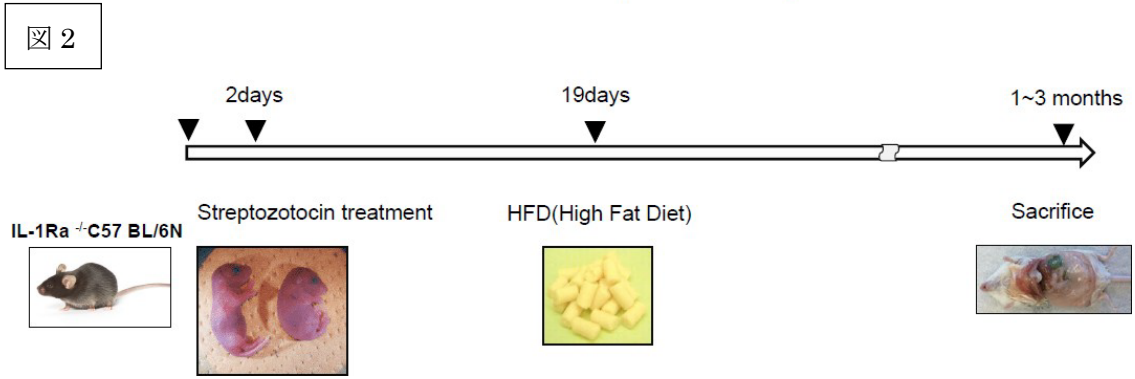 図 2
2days
19days
1~3 months
Streptozotocin treatment
HFD(High Fat Diet)
Sacrifice
IL-1Ra -/-C57 BL/6N